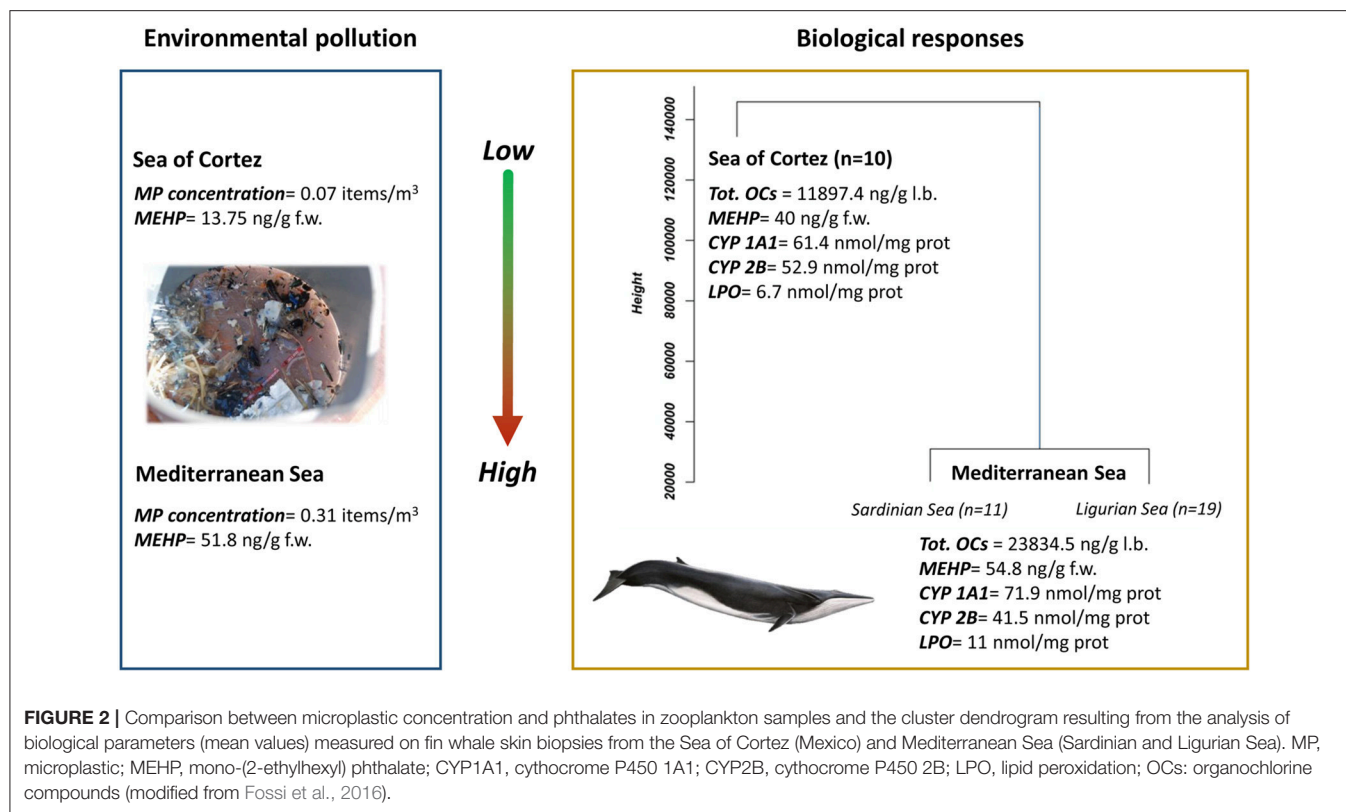 Environmental pollution
Biological responses
Sea of Cortez
MP concentration= 0.07 items/m³
MEHP= 13.75 ng/g f.w.
Mediterranean Sea
MP concentration= 0.31 items/m³
MEHP= 51.8 ng/g f.w.
Low
High
Height
140000
120000
100000
80000
60000
40000
20000
Sea of Cortez (n=10)
Tot. OCs = 11897.4 ng/g l.b.
MEHP= 40 ng/g f.w.
CYP 1A1= 61.4 nmol/mg prot
CYP 2B= 52.9 nmol/mg prot
LPO= 6.7 nmol/mg prot
Mediterranean Sea
Sardinian Sea (n=11)
Ligurian Sea (n=19)
Tot. OCs = 23834.5 ng/g l.b.
MEHP= 54.8 ng/g f.w.
CYP 1A1= 71.9 nmol/mg prot
CYP 2B= 41.5 nmol/mg prot
LPO= 11 nmol/mg prot
FIGURE 2 | Comparison between microplastic concentration and phthalates in zooplankton samples and the cluster dendrogram resulting from the analysis of
biological parameters (mean values) measured on fin whale skin biopsies from the Sea of Cortez (Mexico) and Mediterranean Sea (Sardinian and Ligurian Sea). MP,
microplastic; MEHP, mono-(2-ethylhexyl) phthalate; CYP1A1, cythocrome P450 1A1; CYP2B, cythocrome P450 2B; LPO, lipid peroxidation; OCs: organochlorine
compounds (modified from Fossi et al., 2016).